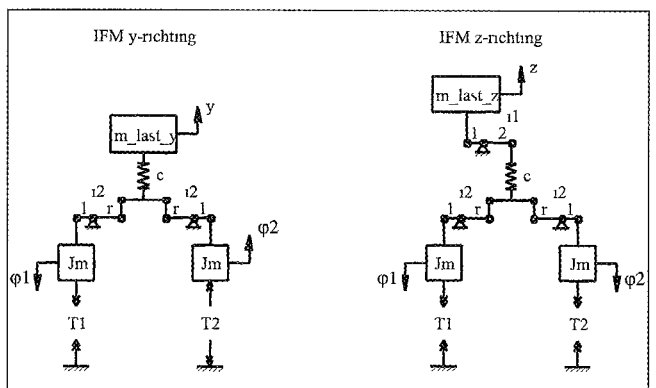 IFM y-richting
IFM z-richting
y
m_last_y
c
i2
i2
1
r
r
1
Jm
Jm
φ1
φ2
T1
T2
z
m_last_z
i1
1
2
c
i2
i2
1
r
r
1
Jm
Jm
φ1
φ2
T1
T2